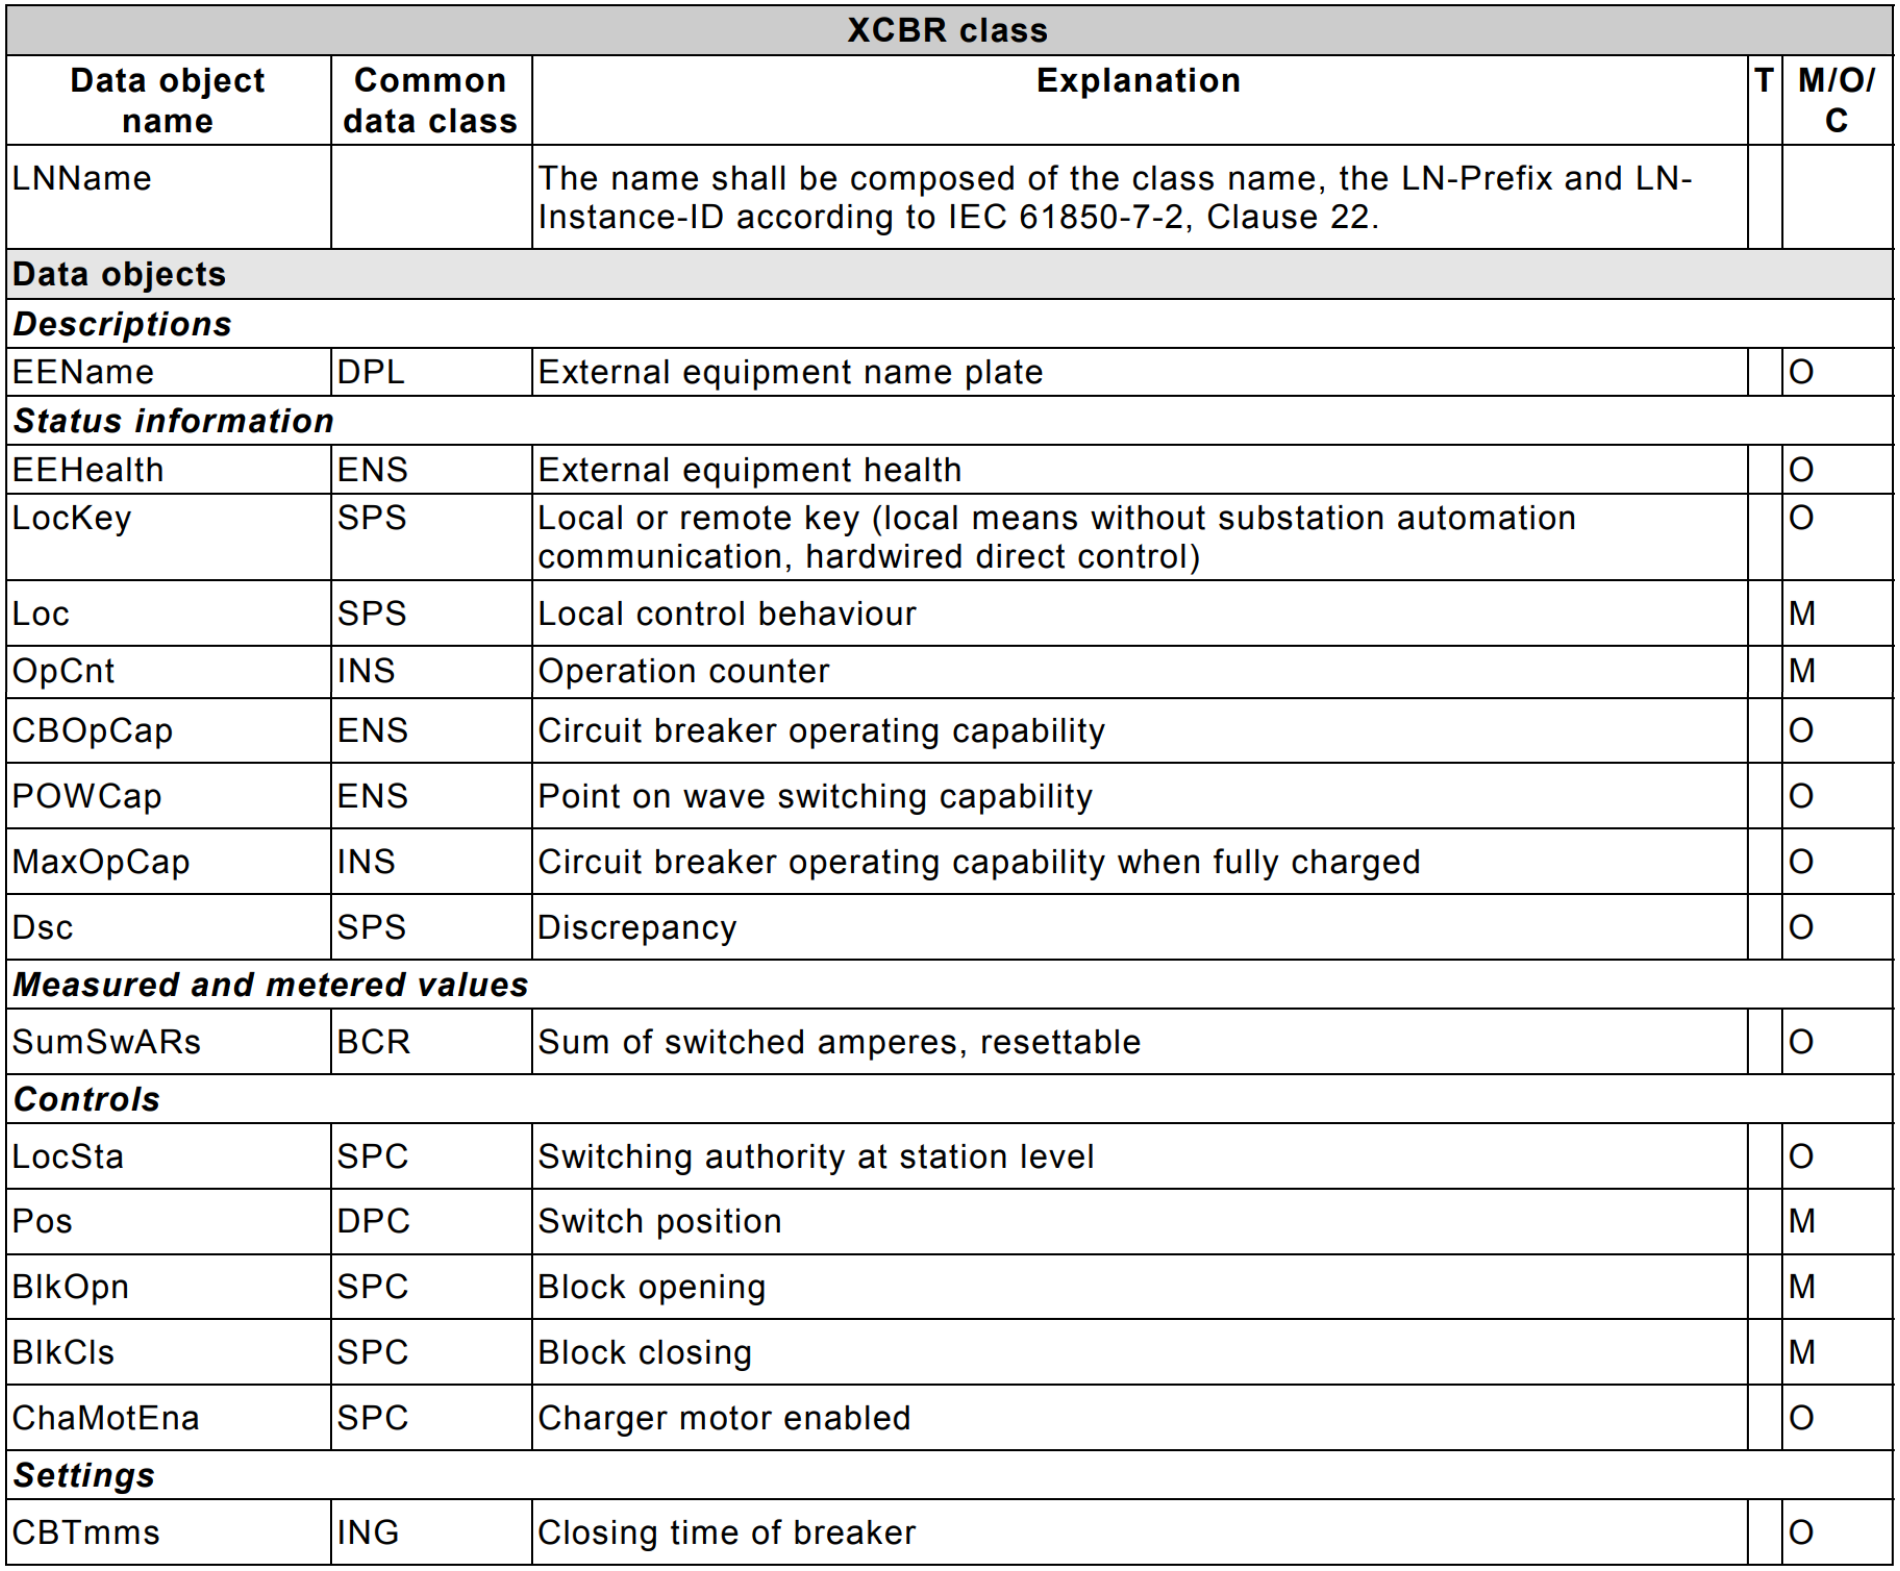 XCBR class
Data object name Common data class Explanation T M/O/C
LNName The name shall be composed of the class name, the LN-Prefix and LN-
Instance-ID according to IEC 61850-7-2, Clause 22.
Data objects
Descriptions
EEName DPL External equipment name plate O
Status information
EEHealth ENS External equipment health O
LocKey SPS Local or remote key (local means without substation automation O
communication, hardwired direct control)
Loc SPS Local control behaviour M
OpCnt INS Operation counter M
CBOpCap ENS Circuit breaker operating capability O
POWCap ENS Point on wave switching capability O
MaxOpCap INS Circuit breaker operating capability when fully charged O
Dsc SPS Discrepancy O
Measured and metered values
SumSwARs BCR Sum of switched amperes, resettable O
Controls
LocSta SPC Switching authority at station level O
Pos DPC Switch position M
BlkOpn SPC Block opening M
BlkCls SPC Block closing M
ChaMotEna SPC Charger motor enabled O
Settings
CBTmms ING Closing time of breaker O